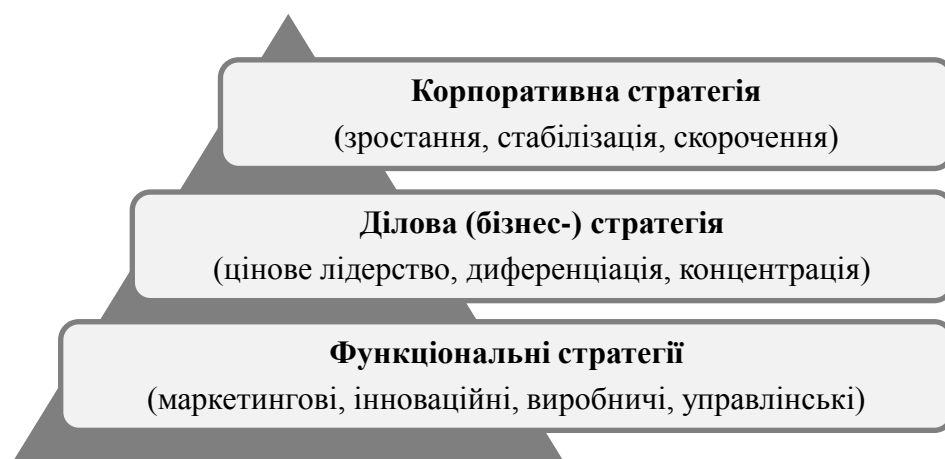 Корпоративна стратегія
(зростання, стабілізація, скорочення)
Ділова (бізнес-) стратегія
(цінове лідерство, диференціація, концентрація)
Функціональні стратегії
(маркетингові, інноваційні, виробничі, управлінські)